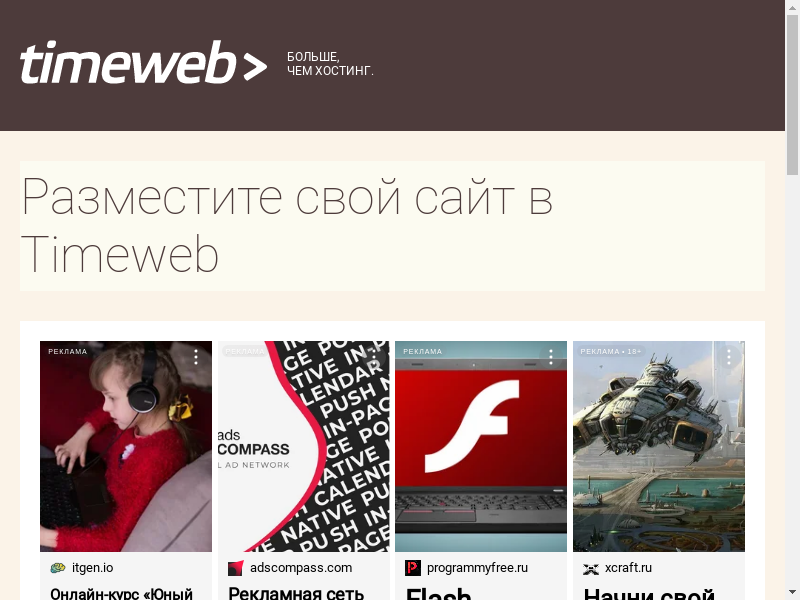 timeweb>
БОЛЬШЕ,
ЧЕМ ХОСТИНГ.
Разместите свой сайт в
Timeweb
РЕКЛАМА
РЕКЛАМА
РЕКЛАМА
РЕКЛАМА • 18+
ads
COMPASS
L AD NETWORK
NATIVE IN-P
CALENDAR
PUSH N
IN-PAGE
NATIVE PU
PUSH IN-
itgen.io
adscompass.com
programmyfree.ru
xcraft.ru
Онлайн-курс «Юный
Рекламная сеть
Flash
Начни свой